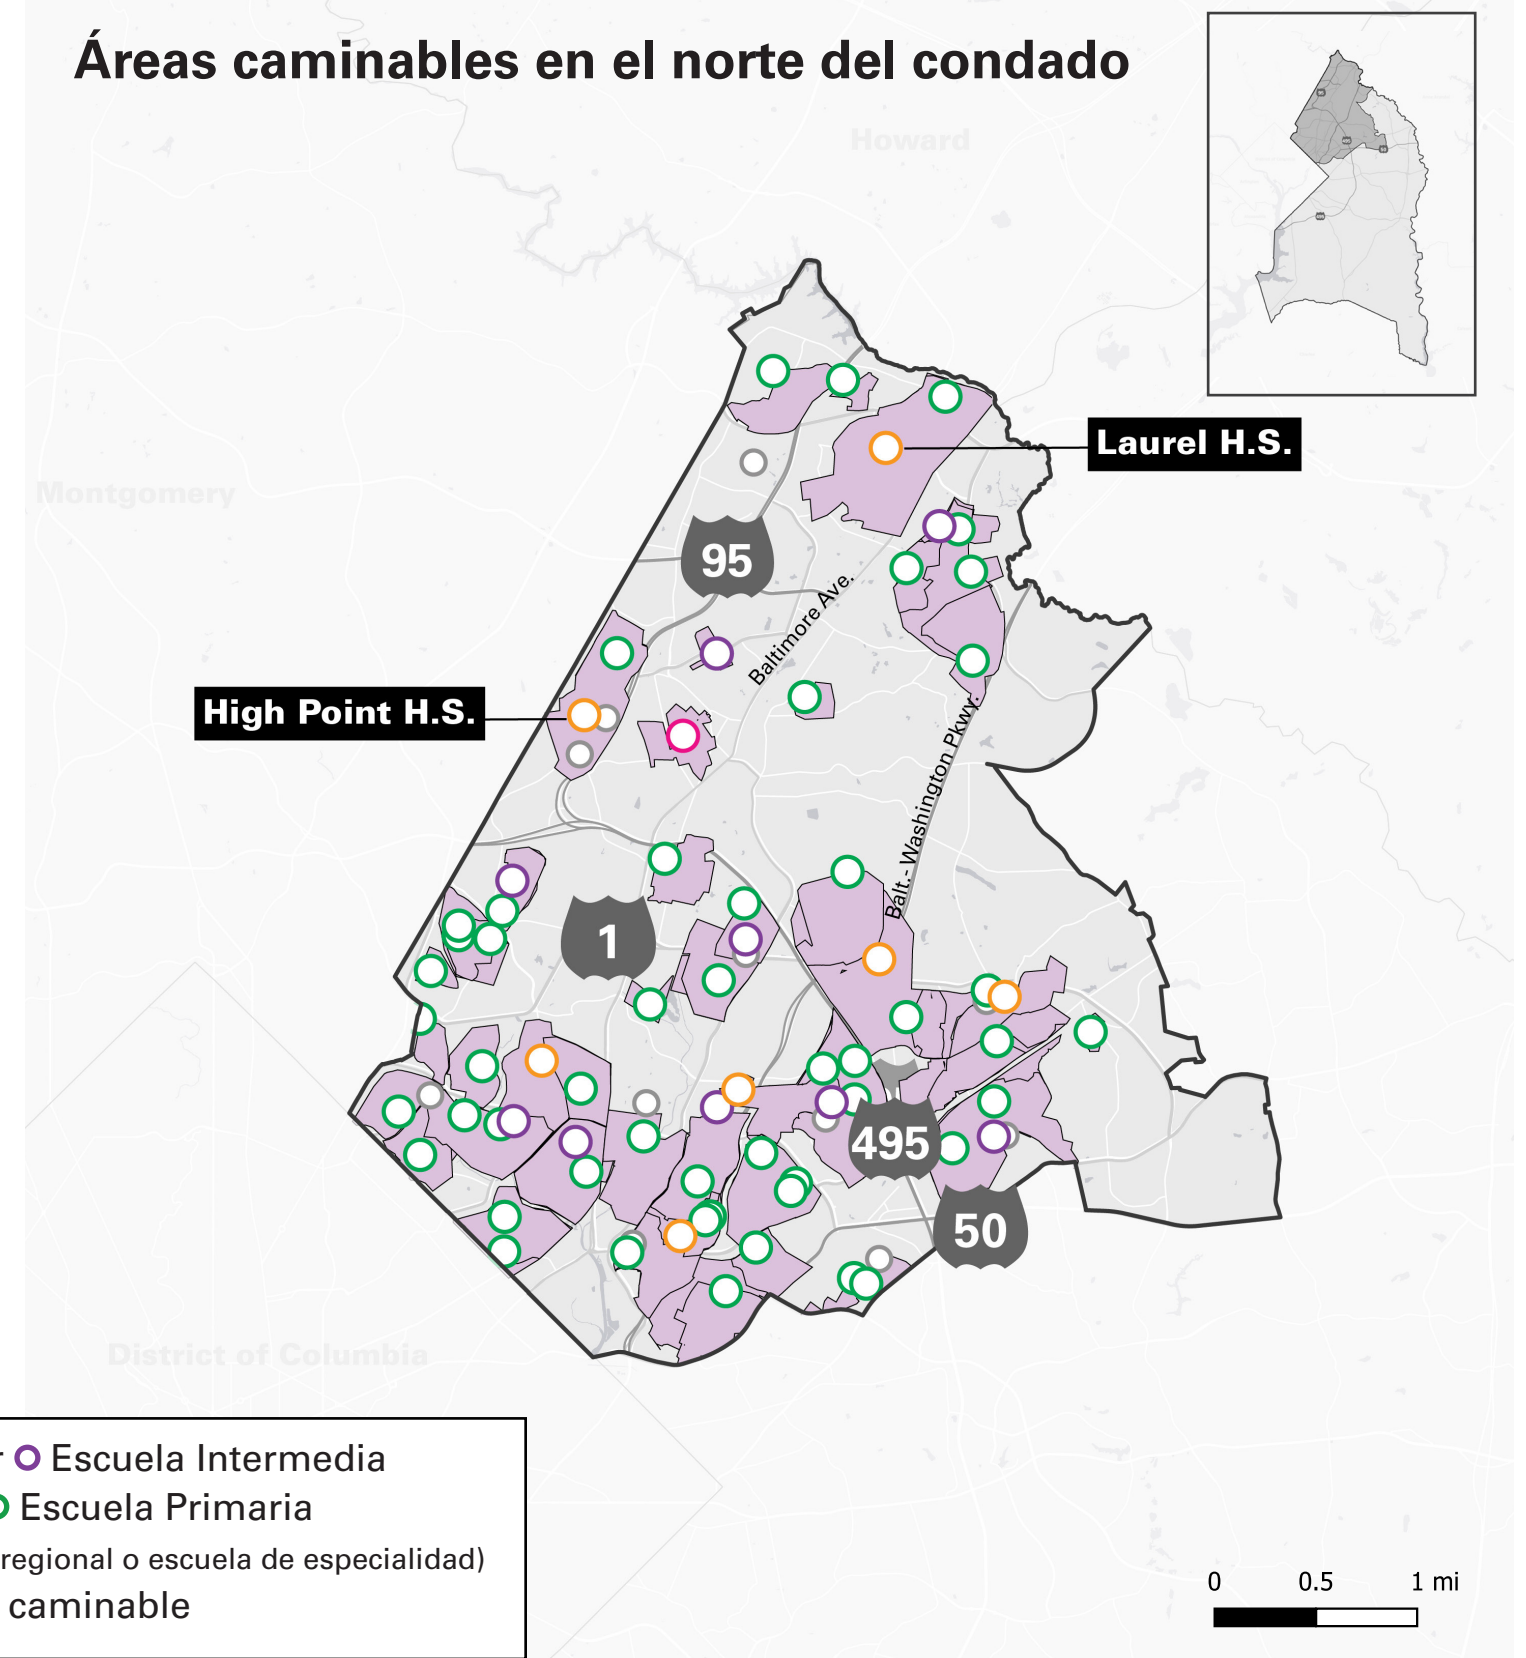 Áreas caminables en el norte del condado
Howard
Laurel H.S.
Montgomery
95
Baltimore Ave.
High Point H.S.
Balt.- Washington Pkwy.
1
495
50
District of Columbia
Escuela Intermedia
Escuela Primaria
regional o escuela de especialidad)
caminable
0 0.5 1 mi